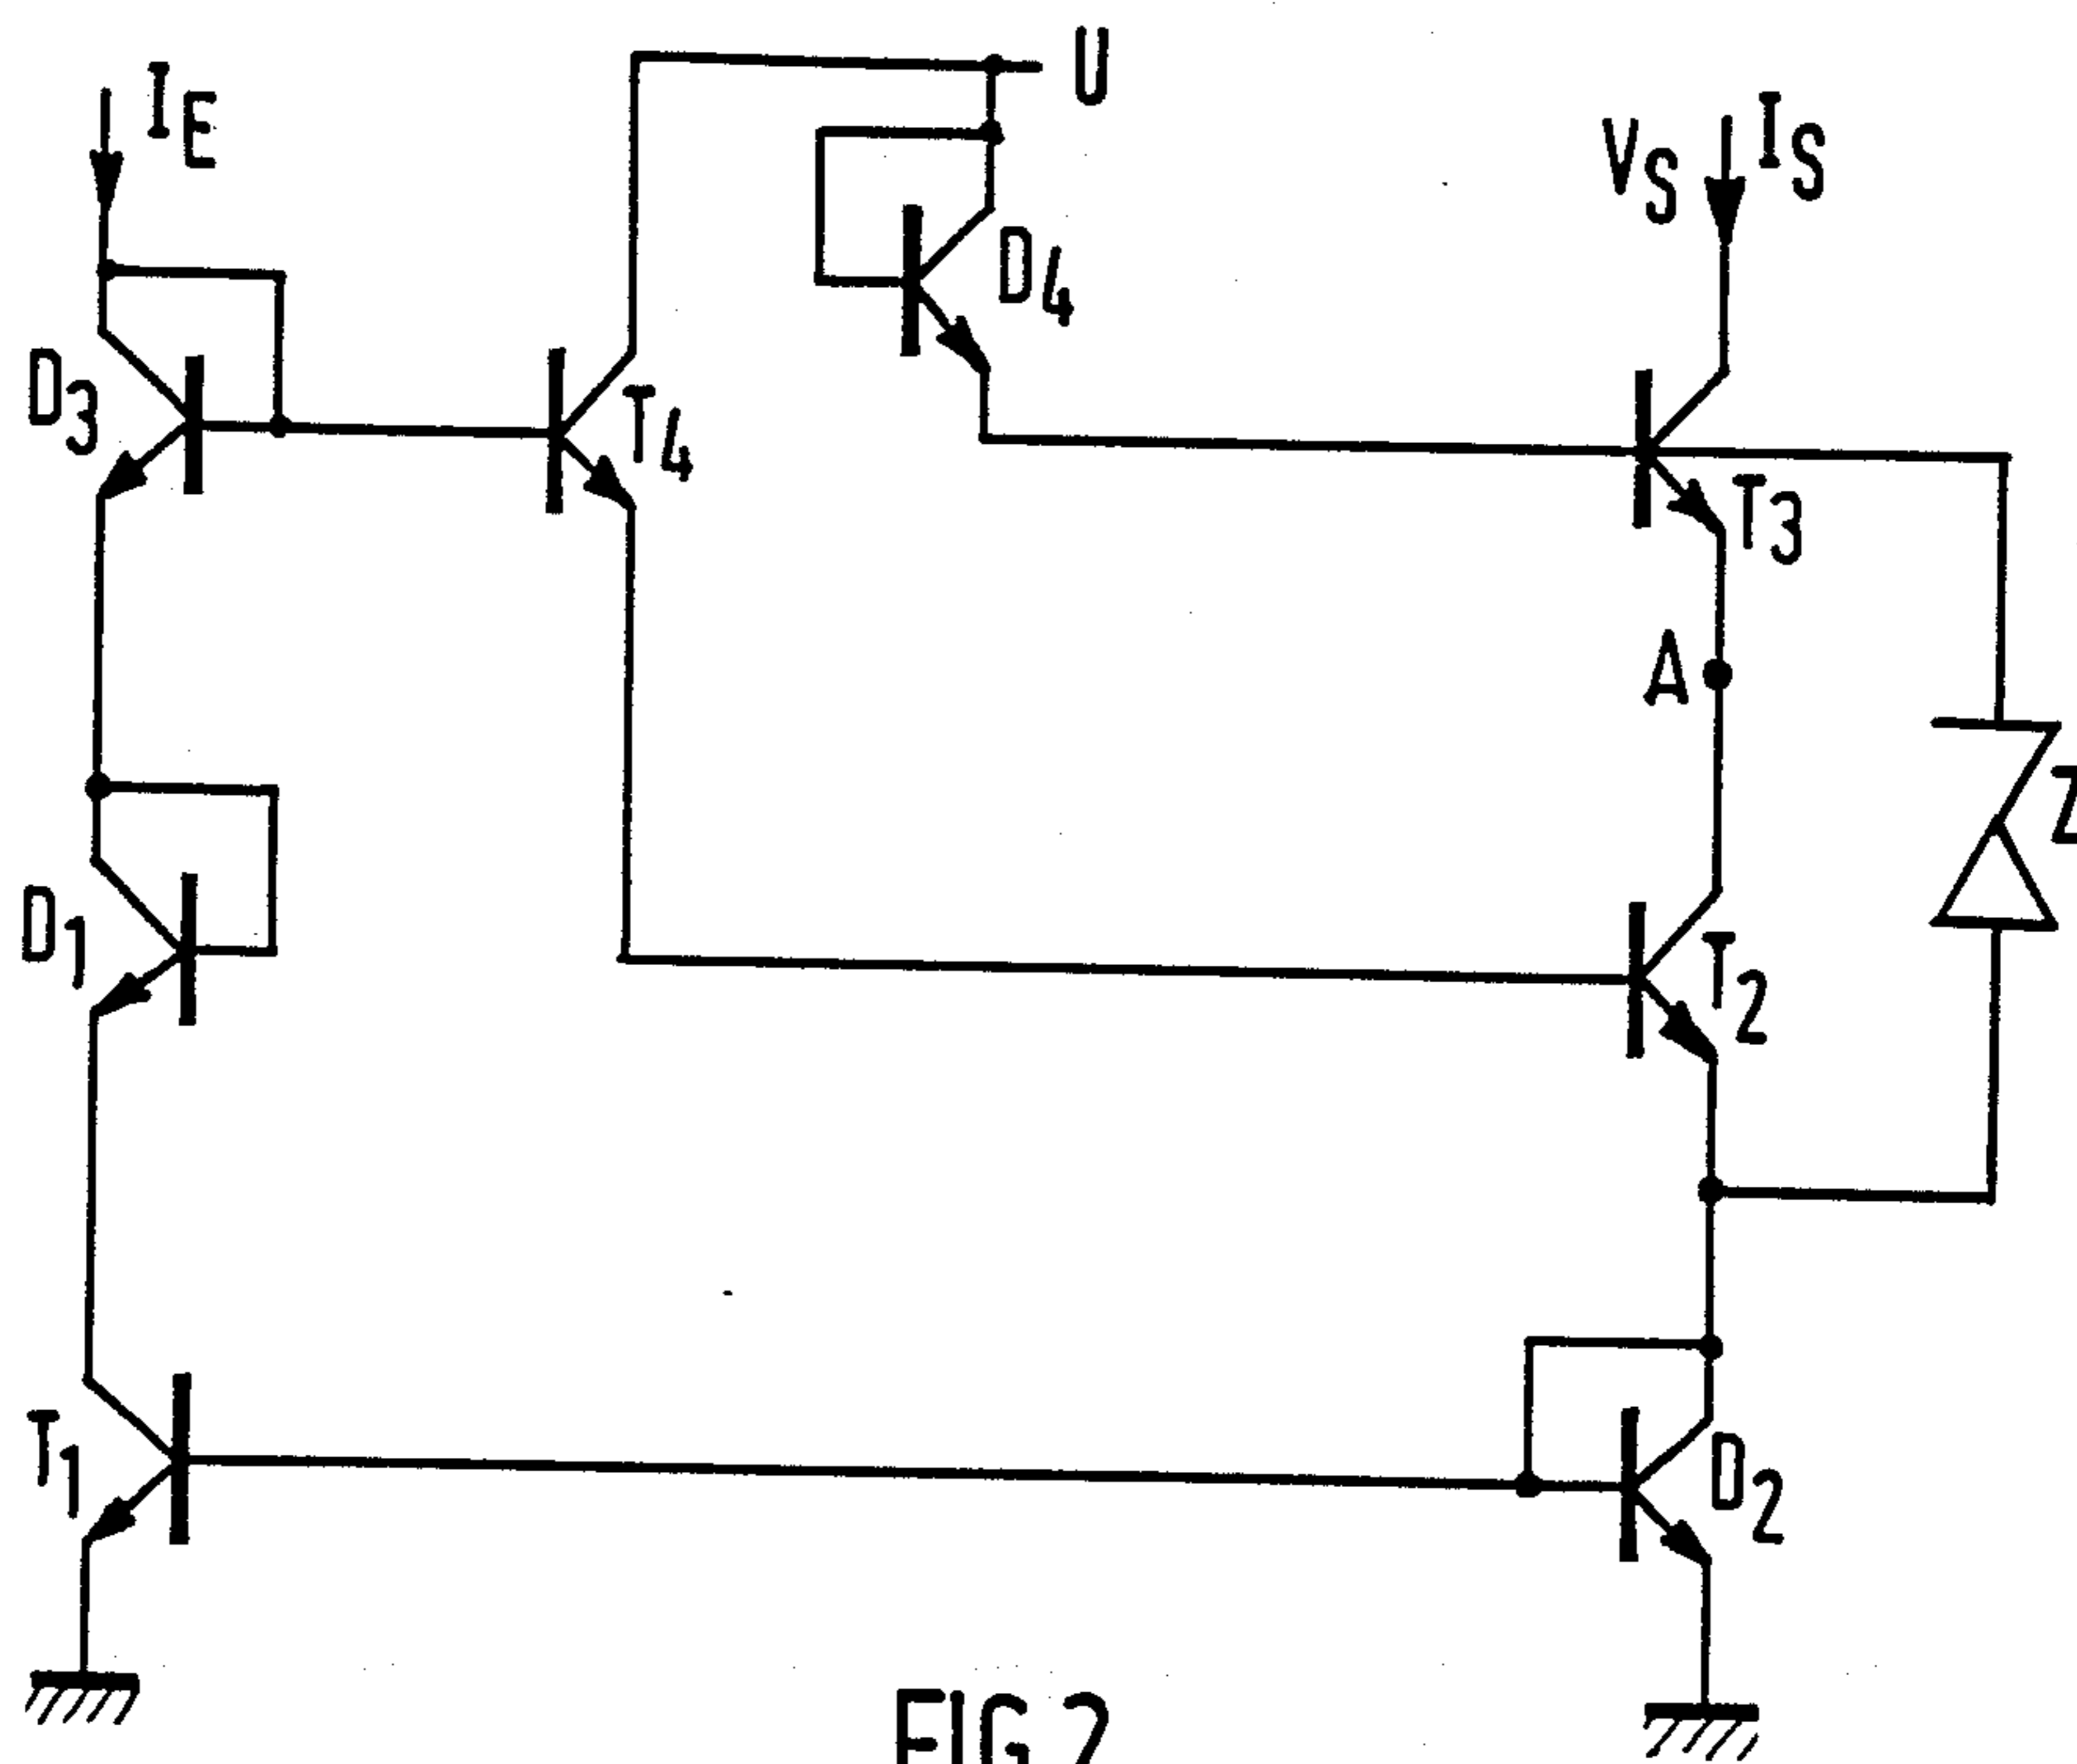 U
I_E
V_S I_S
D_4
D_3
T_4
T_3
A
Z
D_1
T_2
T_1
D_2
FIG.2